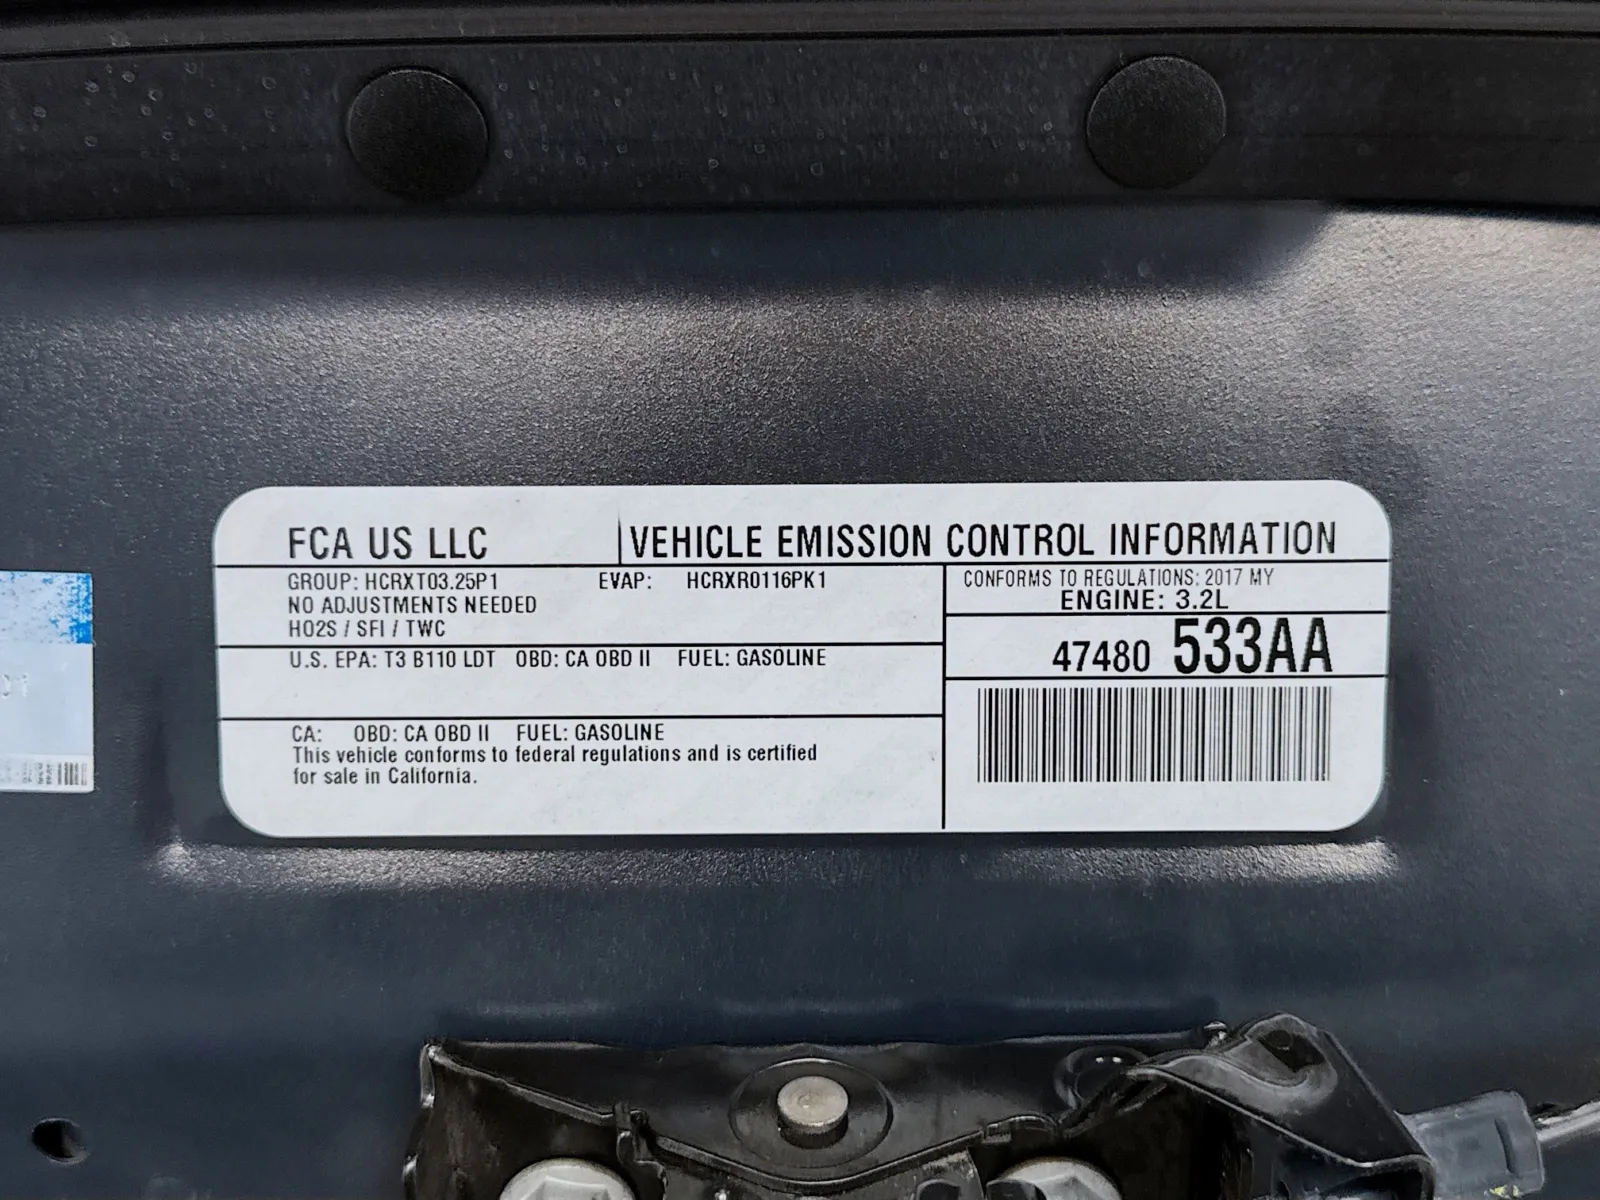 FCA US LLC
VEHICLE EMISSION CONTROL INFORMATION
GROUP: HCRXT03.25P1 EVAP: HCRXR0116PK1
NO ADJUSTMENTS NEEDED
HO2S / SFI / TWC
U.S. EPA: T3 B110 LDT OBD: CA OBD II FUEL: GASOLINE
CA: OBD: CA OBD II FUEL: GASOLINE
This vehicle conforms to federal regulations and is certified
for sale in California.
CONFORMS TO REGULATIONS: 2017 MY
ENGINE: 3.2L
47480 533AA